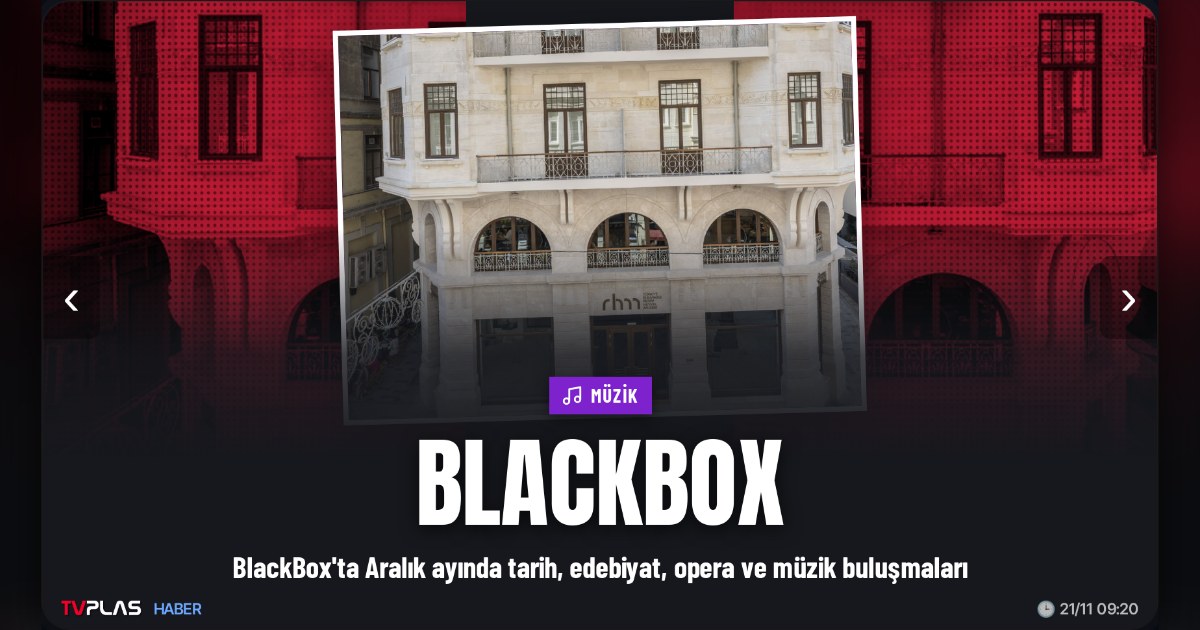 rhm
MÜZİK
BLACKBOX
BlackBox'ta Aralık ayında tarih, edebiyat, opera ve müzik buluşmaları
TVPLAS HABER
21/11 09:20